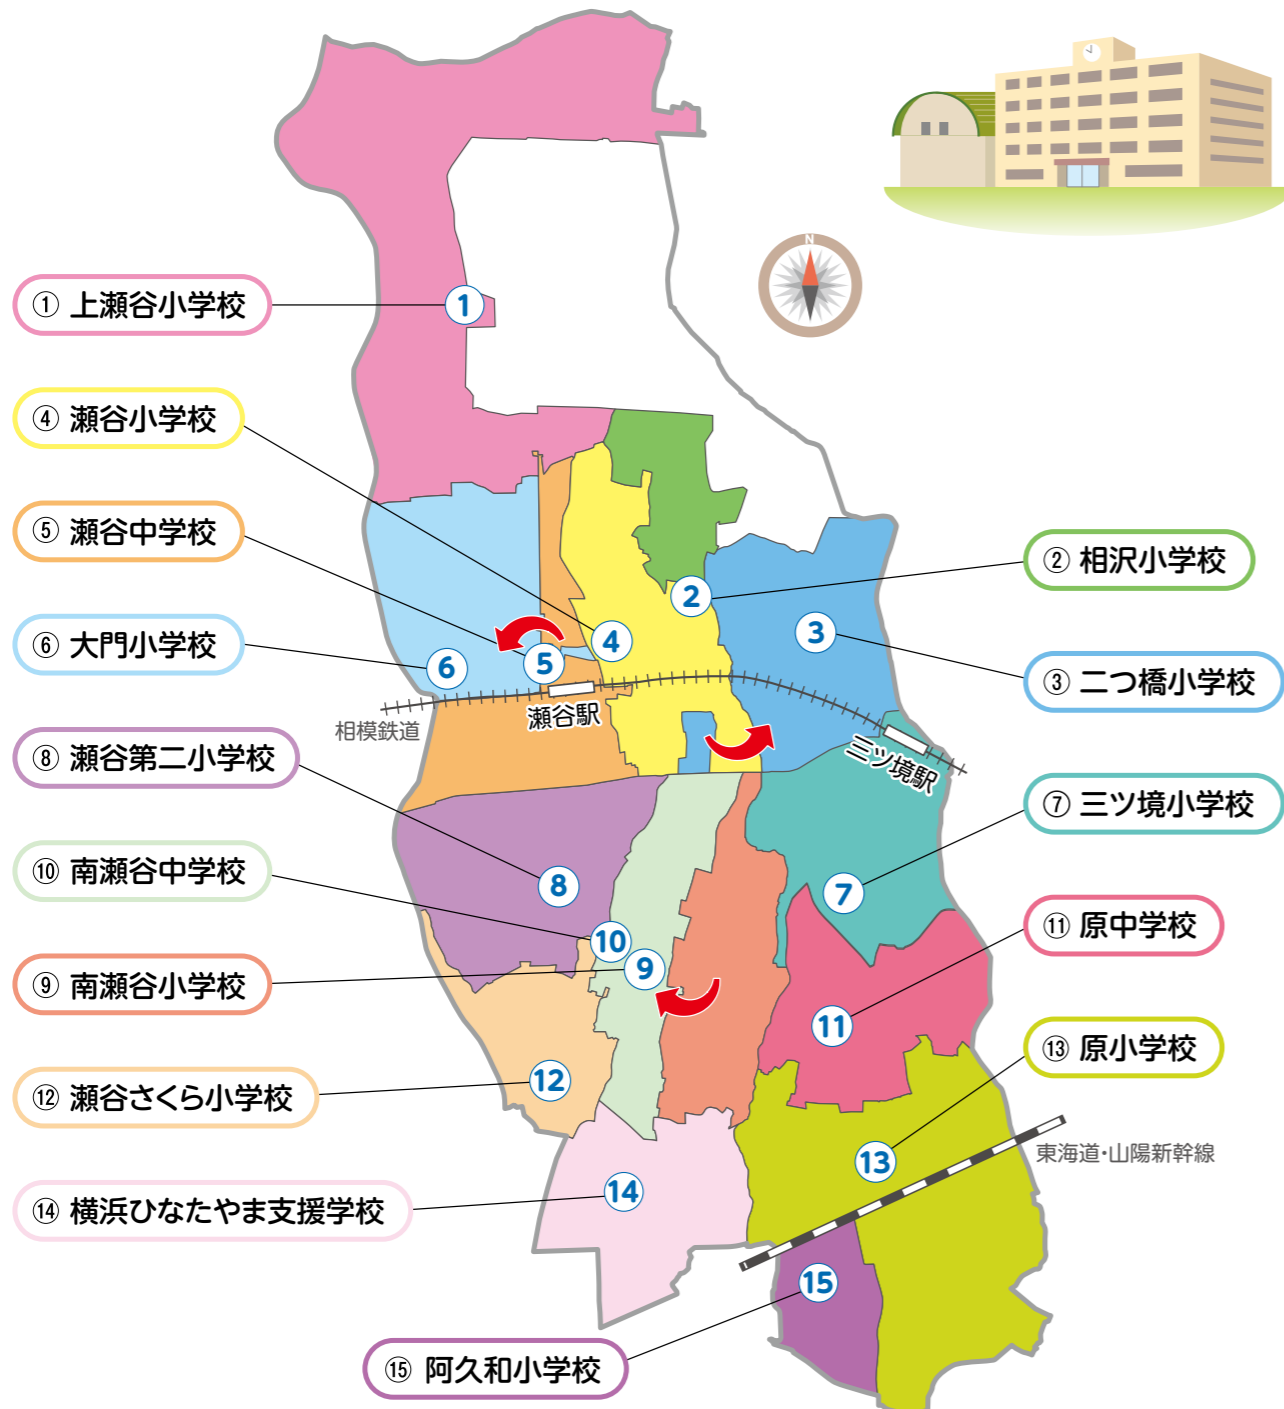 N
① 上瀬谷小学校
④ 瀬谷小学校
⑤ 瀬谷中学校
⑥ 大門小学校
⑧ 瀬谷第二小学校
⑩ 南瀬谷中学校
⑨ 南瀬谷小学校
⑫ 瀬谷さくら小学校
⑭ 横浜ひなたやま支援学校
⑮ 阿久和小学校
② 相沢小学校
③ 二つ橋小学校
⑦ 三ツ境小学校
⑪ 原中学校
⑬ 原小学校
1
2
3
4
5
6
相模鉄道
瀬谷駅
三ツ境駅
8
7
10
9
11
12
13
東海道・山陽新幹線
14
15